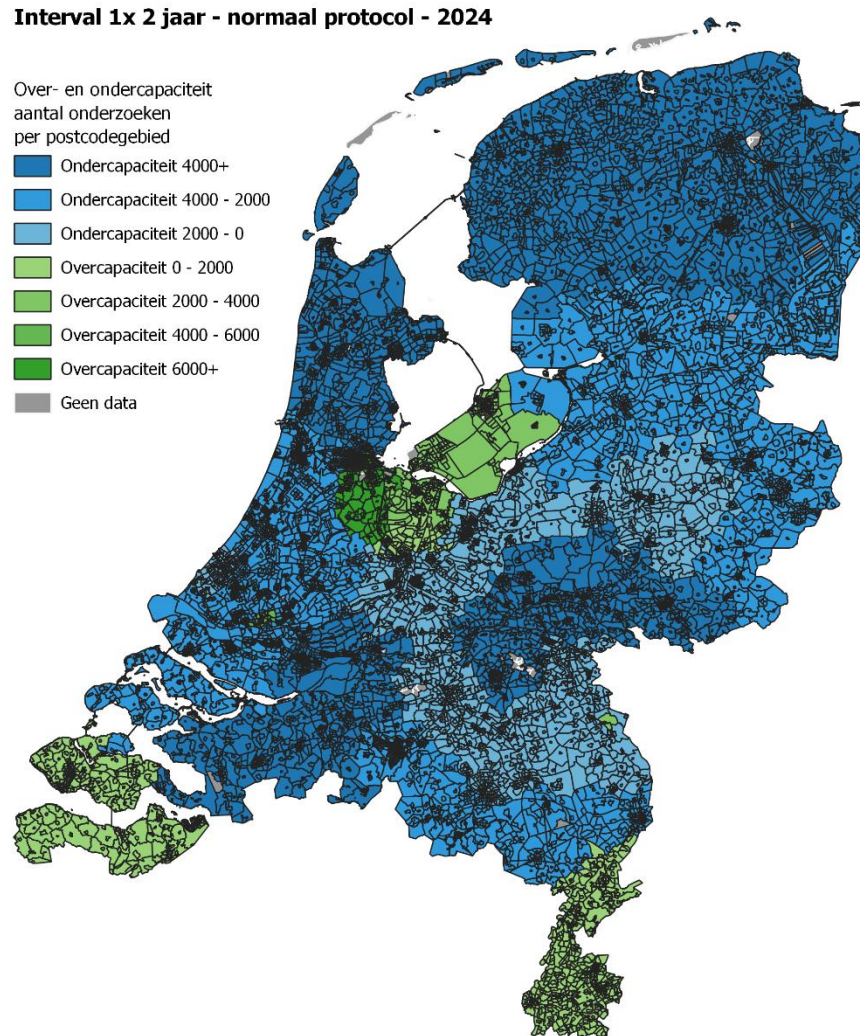 Interval 1x 2 jaar - normaal protocol - 2024
Over- en ondercapaciteit
aantal onderzoeken
per postcodegebied
Ondercapaciteit 4000+
Ondercapaciteit 4000 - 2000
Ondercapaciteit 2000 - 0
Overcapaciteit 0 - 2000
Overcapaciteit 2000 - 4000
Overcapaciteit 4000 - 6000
Overcapaciteit 6000+
Geen data